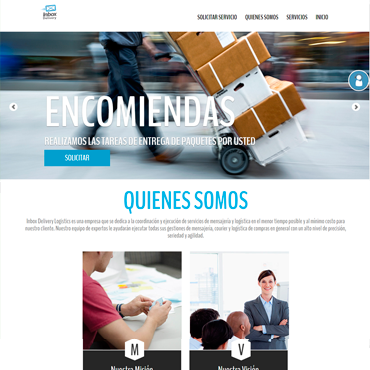 inbox
SOLICITAR SERVICIO QUIENES SOMOS SERVICIOS INICIO
ENCOMIENDAS
REALIZAMOS LAS TAREAS DE ENTREGA DE PAQUETES POR USTED
SOLICITAR
QUIENES SOMOS
Inbox Delivery Logistics es una empresa que se dedica a la coordinación y ejecución de servicios de mensajería y logística en el menor tiempo posible y al mínimo costo para
nuestro cliente. Nuestro equipo de expertos le ayudarán ejecutar todas sus gestiones de mensajería, courier y logística de compras en general con un alto nivel de precisión,
seriedad y agilidad.
M V
Nuestra Misión Nuestra Visión